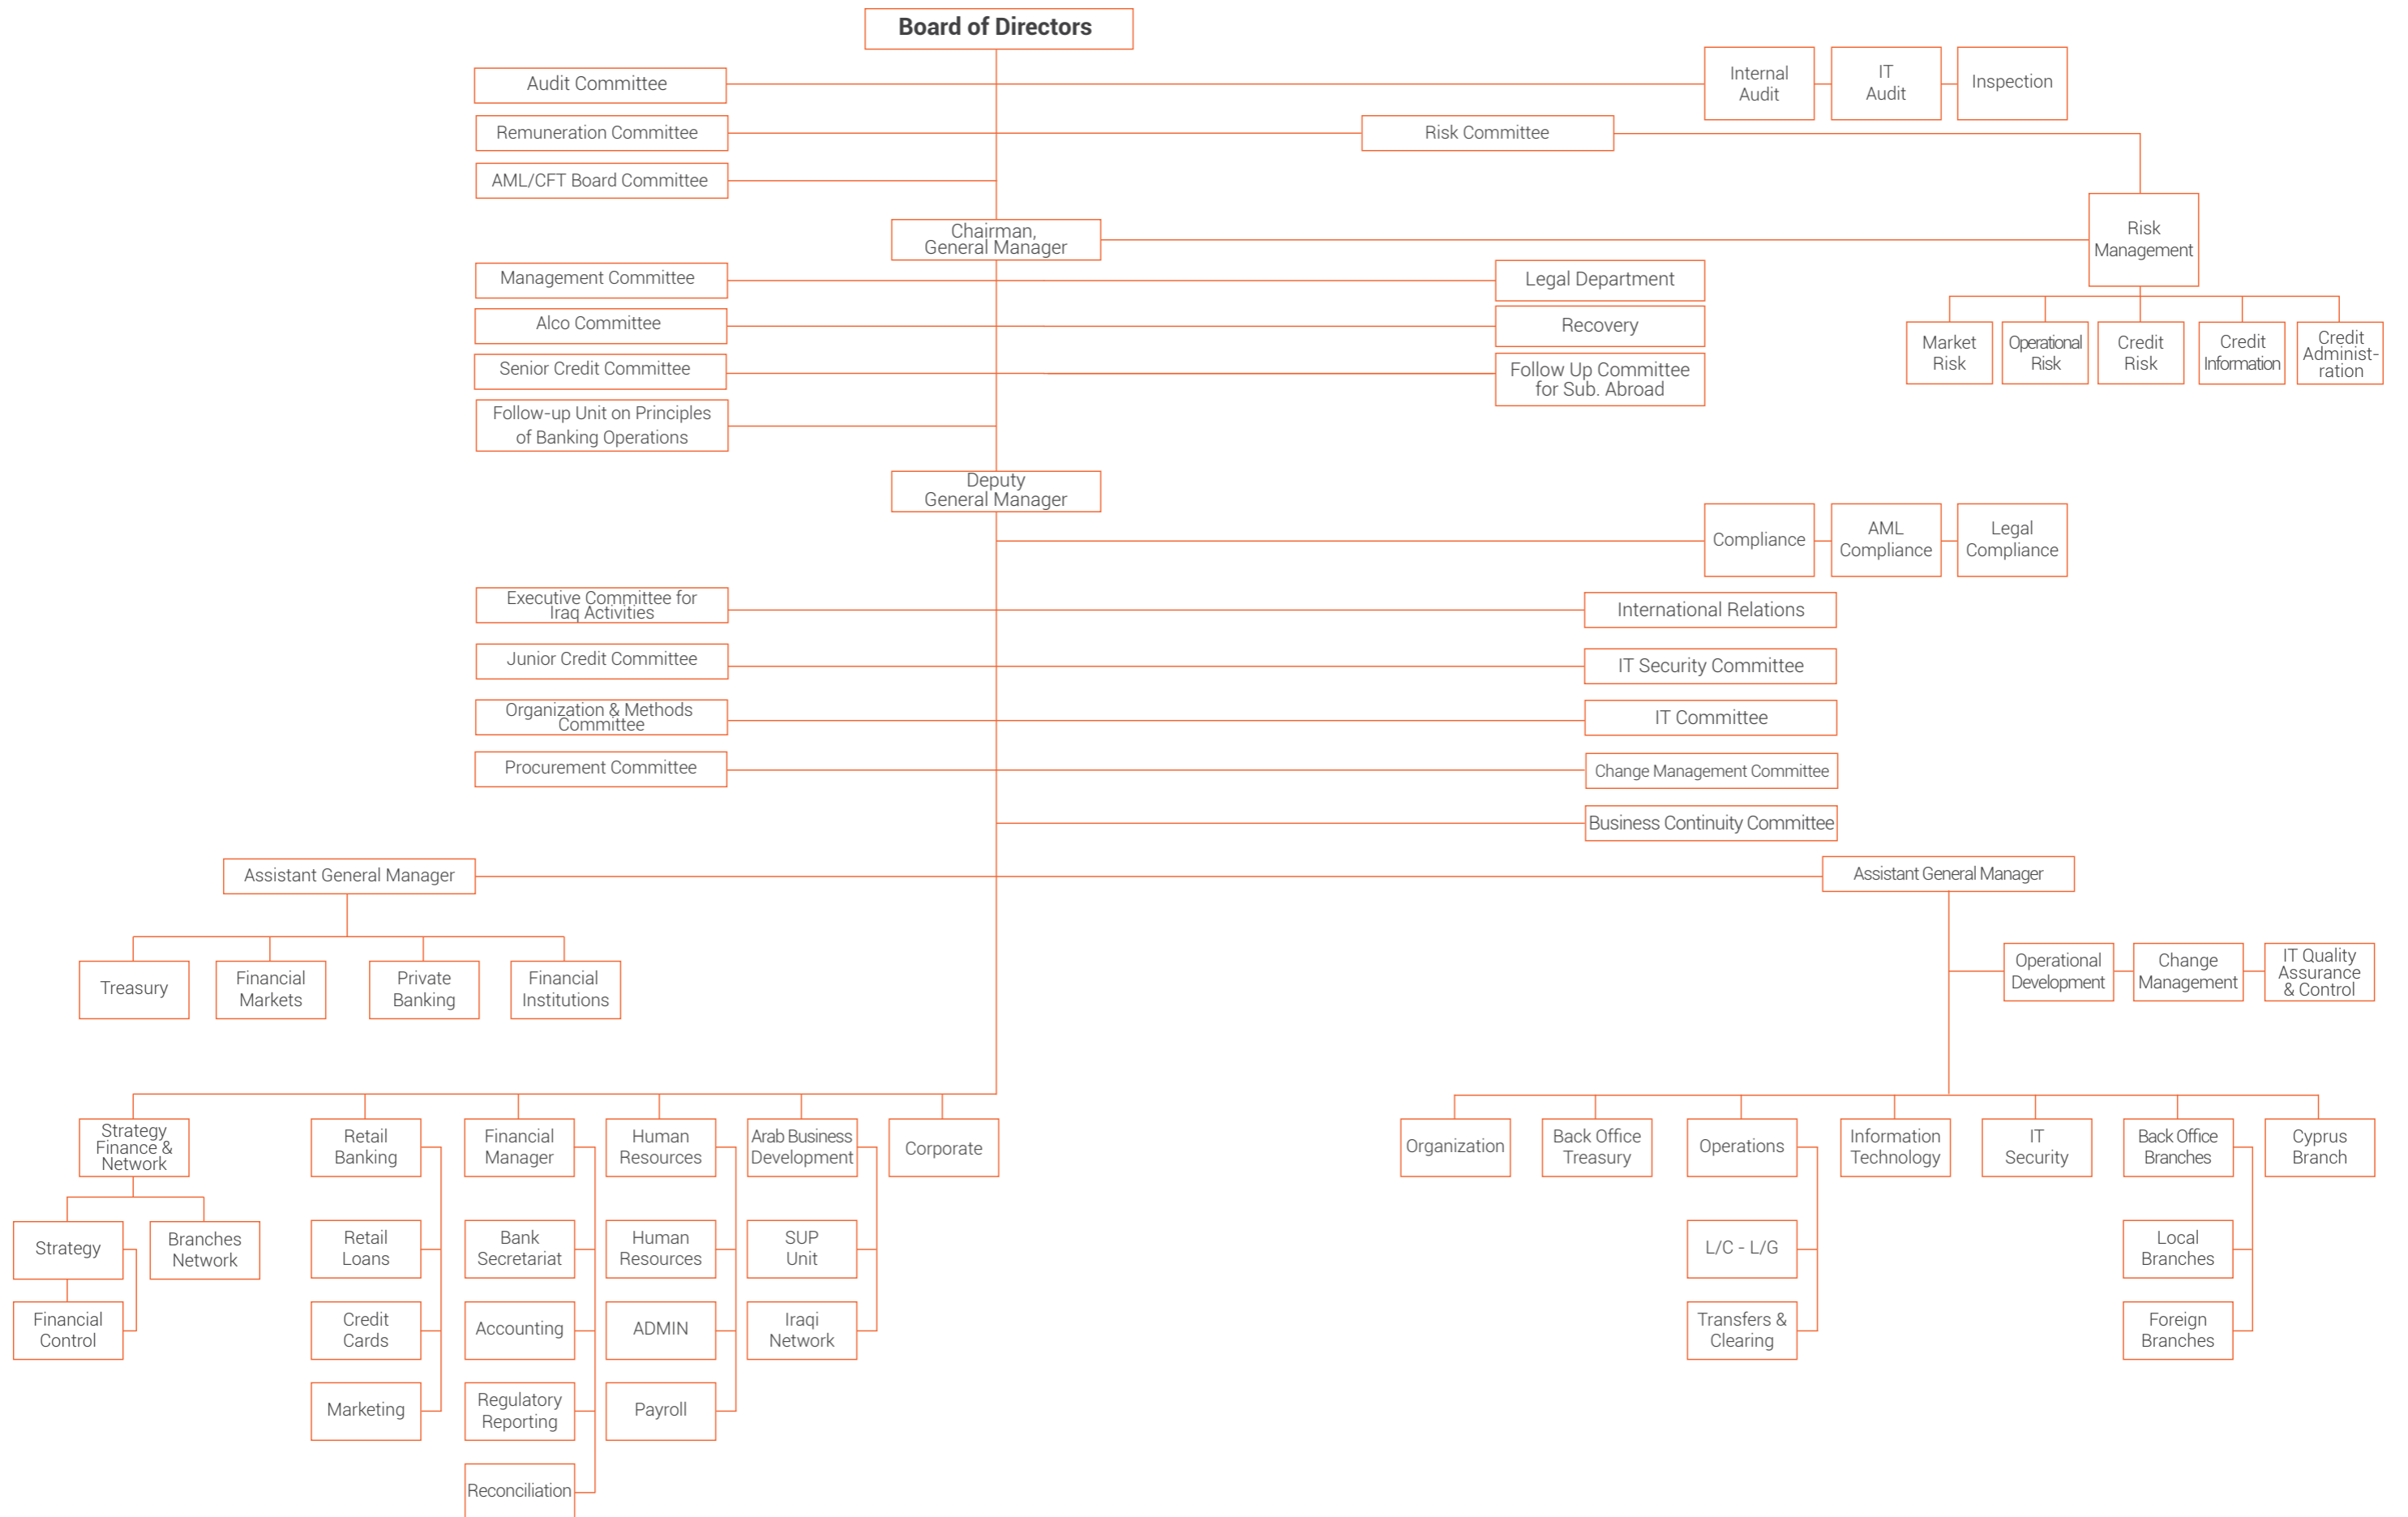 Board of Directors
Audit Committee
Internal
Audit
IT
Audit
Inspection
Remuneration Committee
Risk Committee
AML/CFT Board Committee
Chairman,
General Manager
Risk
Management
Management Committee
Legal Department
Alco Committee
Recovery
Senior Credit Committee
Follow Up Committee
for Sub. Abroad
Market
Risk
Operational
Risk
Credit
Risk
Credit
Information
Credit
Administ-
ration
Follow-up Unit on Principles
of Banking Operations
Deputy
General Manager
Compliance
AML
Compliance
Legal
Compliance
Executive Committee for
Iraq Activities
International Relations
Junior Credit Committee
IT Security Committee
Organization & Methods
Committee
IT Committee
Procurement Committee
Change Management Committee
Business Continuity Committee
Assistant General Manager
Assistant General Manager
Treasury
Financial
Markets
Private
Banking
Financial
Institutions
Operational
Development
Change
Management
IT Quality
Assurance
& Control
Strategy
Finance &
Network
Retail
Banking
Financial
Manager
Human
Resources
Arab Business
Development
Corporate
Organization
Back Office
Treasury
Operations
Information
Technology
IT
Security
Back Office
Branches
Cyprus
Branch
Strategy
Branches
Network
Retail
Loans
Bank
Secretariat
Human
Resources
SUP
Unit
L/C - L/G
Local
Branches
Financial
Control
Credit
Cards
Accounting
ADMIN
Iraqi
Network
Transfers &
Clearing
Foreign
Branches
Marketing
Regulatory
Reporting
Payroll
Reconciliation